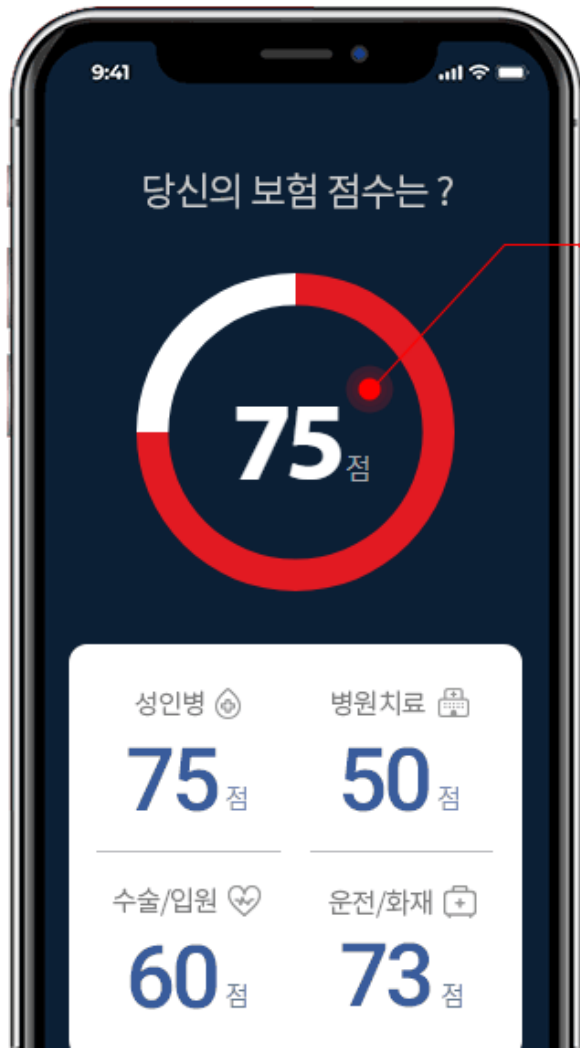 9:41
당신의 보험 점수는 ?
75점
성인병
병원치료
75점
50점
수술/입원
운전/화재
60점
73점